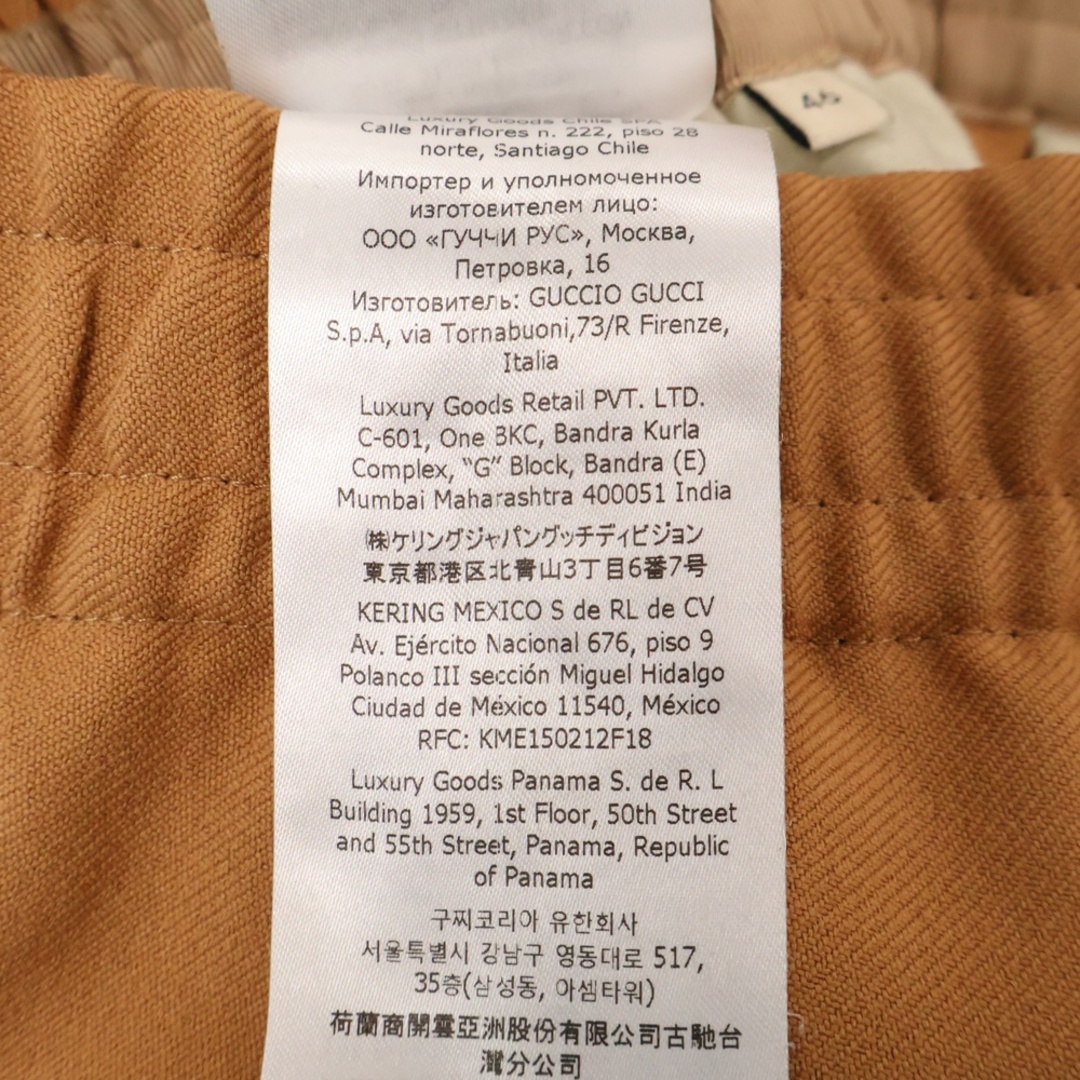 46
Luxury Goods Chile SPA
Calle Miraflores n. 222, piso 28
norte, Santiago Chile
Импортер и уполномоченное
изготовителем лицо:
ООО «ГУЧЧИ РУС», Москва,
Петровка, 16
Изготовитель: GUCCIO GUCCI
S.p.A, via Tornabuoni,73/R Firenze,
Italia
Luxury Goods Retail PVT. LTD.
C-601, One BKC, Bandra Kurla
Complex, “G” Block, Bandra (E)
Mumbai Maharashtra 400051 India
㈱ケリングジャパングッチディビジョン
東京都港区北青山3丁目6番7号
KERING MEXICO S de RL de CV
Av. Ejército Nacional 676, piso 9
Polanco III sección Miguel Hidalgo
Ciudad de México 11540, México
RFC: KME150212F18
Luxury Goods Panama S. de R. L
Building 1959, 1st Floor, 50th Street
and 55th Street, Panama, Republic
of Panama
구찌코리아 유한회사
서울특별시 강남구 영동대로 517,
35층(삼성동, 아셈타워)
荷蘭商開雲亞洲股份有限公司古馳台
灣分公司